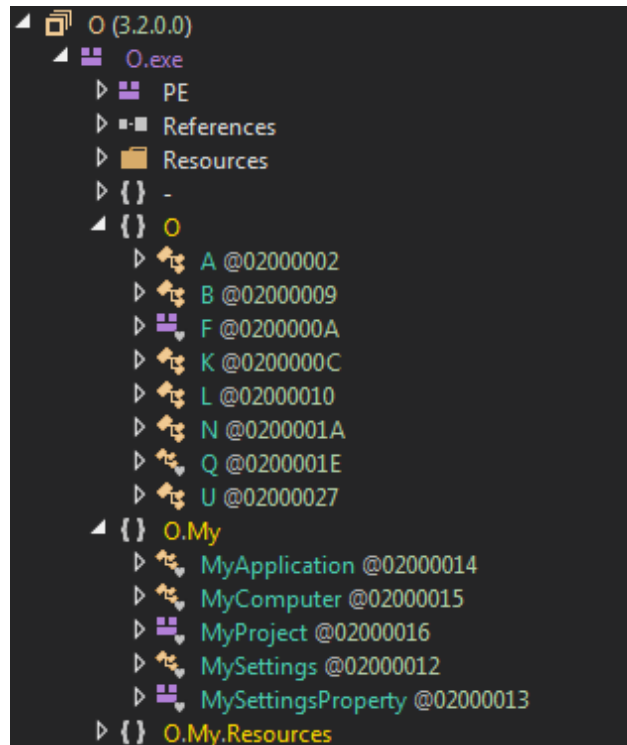 O (3.2.0.0)
O.exe
PE
References
Resources
{ } -
{ } O
A @02000002
B @02000009
F @0200000A
K @0200000C
L @02000010
N @0200001A
Q @0200001E
U @02000027
{ } O.My
MyApplication @02000014
MyComputer @02000015
MyProject @02000016
MySettings @02000012
MySettingsProperty @02000013
{ } O.My.Resources